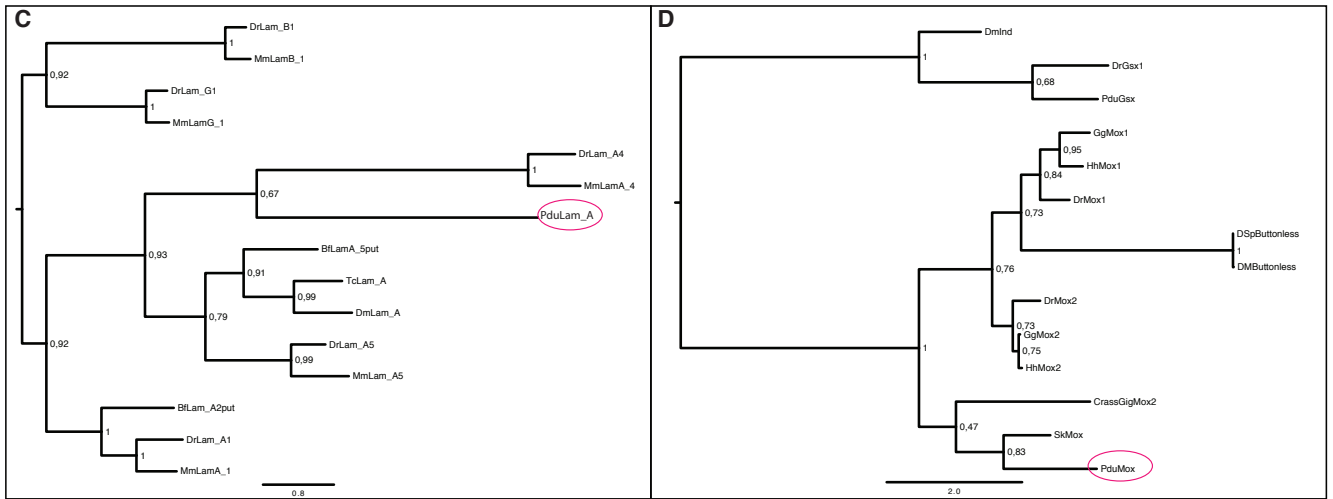 C
DrLam_B1
1
MmLamB_1
0,92
DrLam_G1
1
MmLamG_1
DrLam_A4
1
MmLamA_4
0,67
PduLam_A
0,93
BfLamA_5put
0,91
TcLam_A
0,99
DmLam_A
0,79
DrLam_A5
0,99
MmLam_A5
0,92
BfLam_A2put
1
DrLam_A1
1
MmLamA_1
0.8
D
DmInd
1
DrGsx1
0,68
PduGsx
GgMox1
0,95
HhMox1
0,84
DrMox1
0,73
DSpButtonless
1
DMButtonless
0,76
DrMox2
0,73
GgMox2
0,75
HhMox2
1
CrassGigMox2
0,47
SkMox
0,83
PduMox
2.0